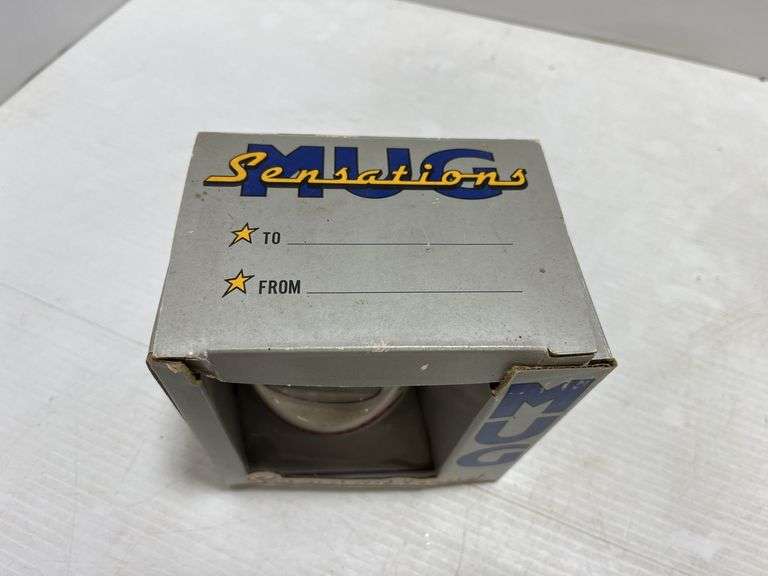 MUG
Sensations
TO
FROM
MUG